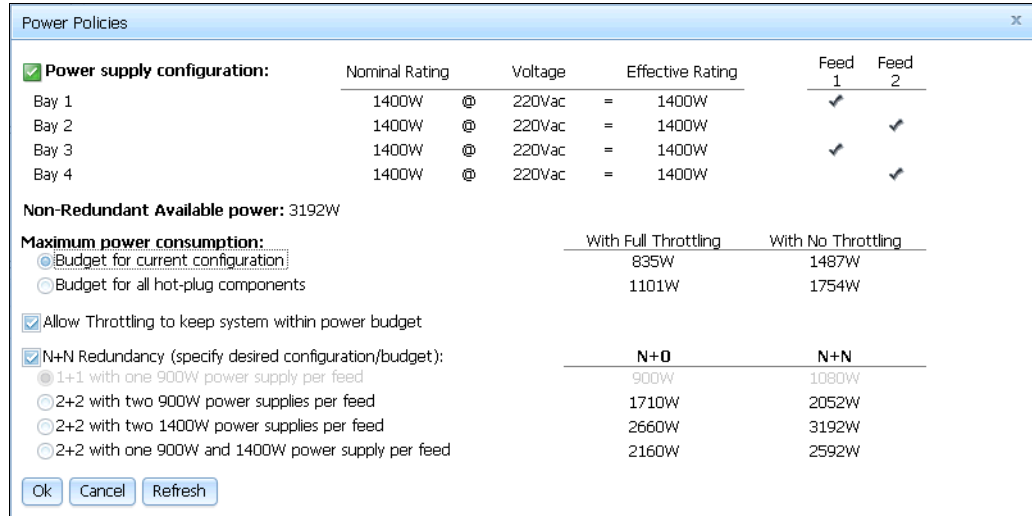 Power Policies x
Power supply configuration: Nominal Rating Voltage Effective Rating Feed 1 Feed 2
Bay 1 1400W @ 220Vac = 1400W
Bay 2 1400W @ 220Vac = 1400W
Bay 3 1400W @ 220Vac = 1400W
Bay 4 1400W @ 220Vac = 1400W
Non-Redundant Available power: 3192W
Maximum power consumption: With Full Throttling With No Throttling
Budget for current configuration 835W 1487W
Budget for all hot-plug components 1101W 1754W
Allow Throttling to keep system within power budget
N+N Redundancy (specify desired configuration/budget): N+0 N+N
1+1 with one 900W power supply per feed 900W 1080W
2+2 with two 900W power supplies per feed 1710W 2052W
2+2 with two 1400W power supplies per feed 2660W 3192W
2+2 with one 900W and 1400W power supply per feed 2160W 2592W
Ok Cancel Refresh